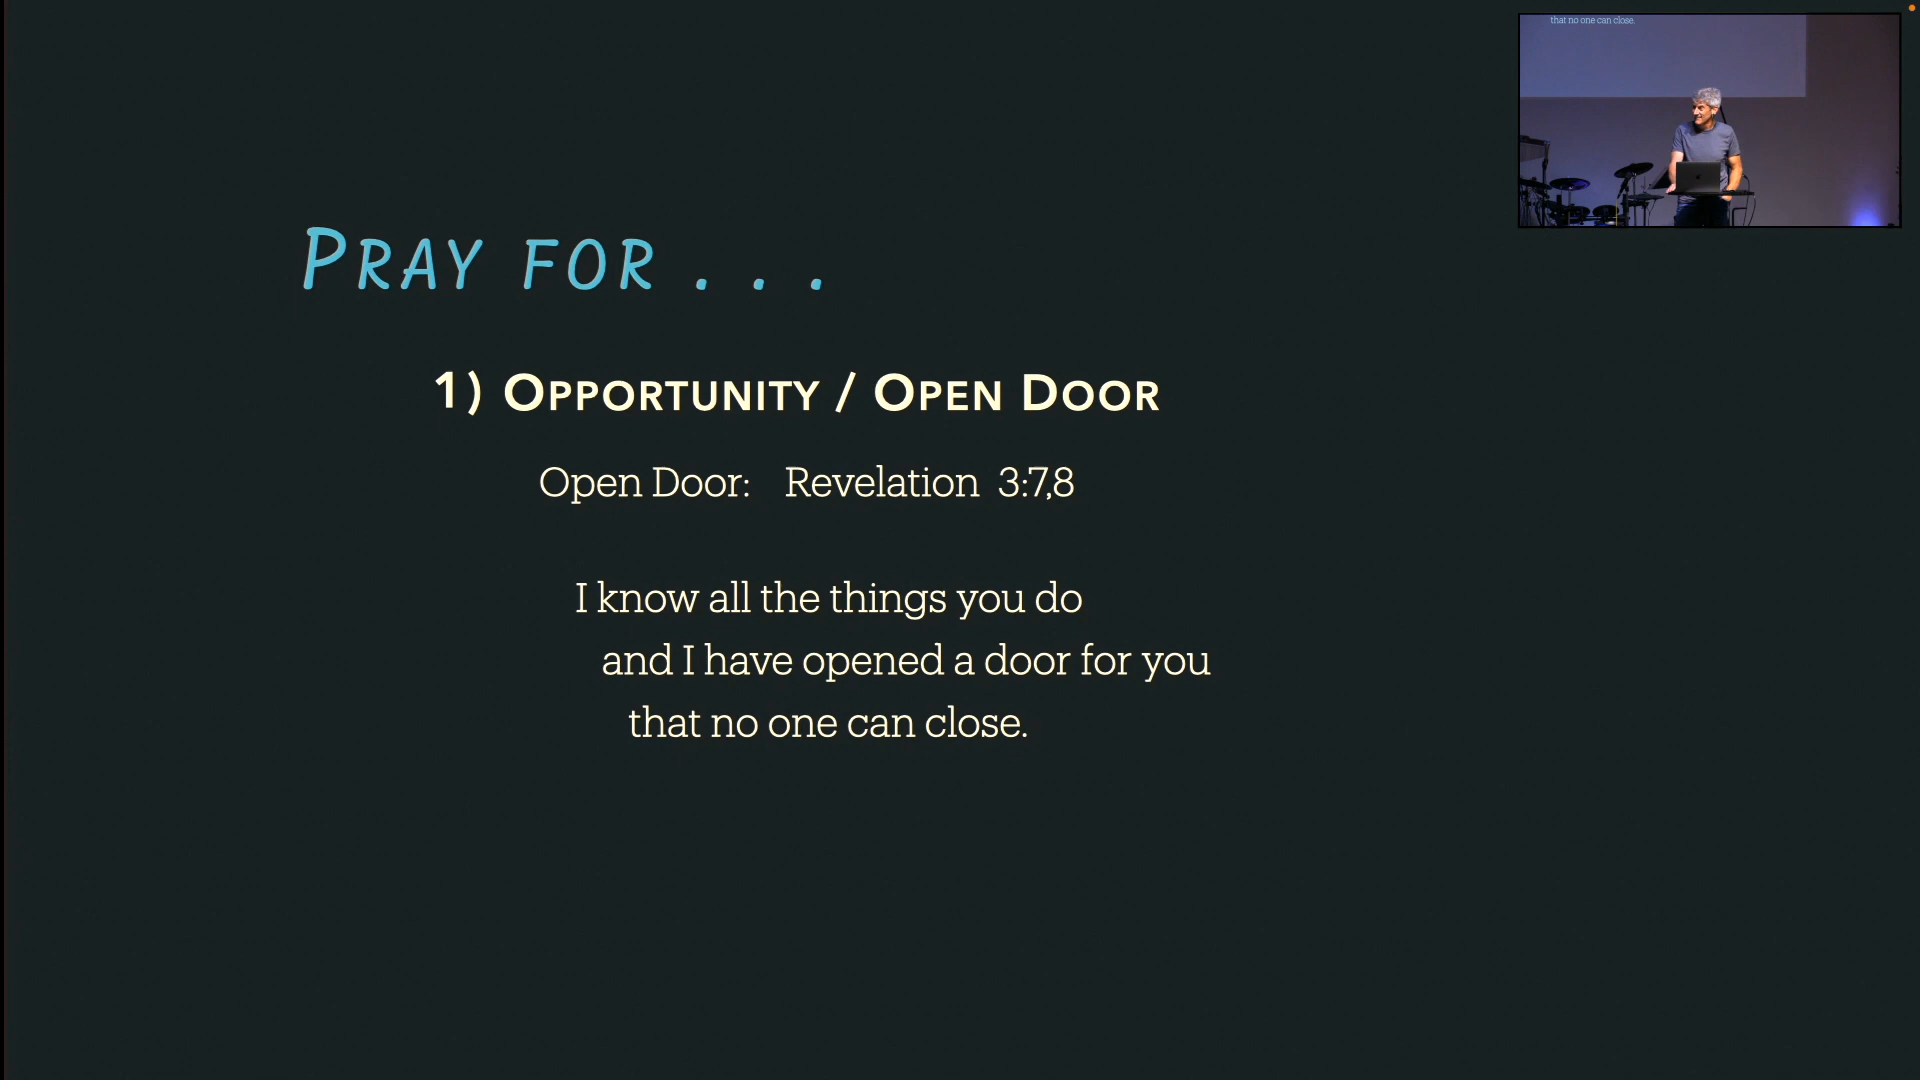 that no one can close.
PRAY FOR . . .
1) OPPORTUNITY / OPEN DOOR
Open Door: Revelation 3:7,8
I know all the things you do
and I have opened a door for you
that no one can close.